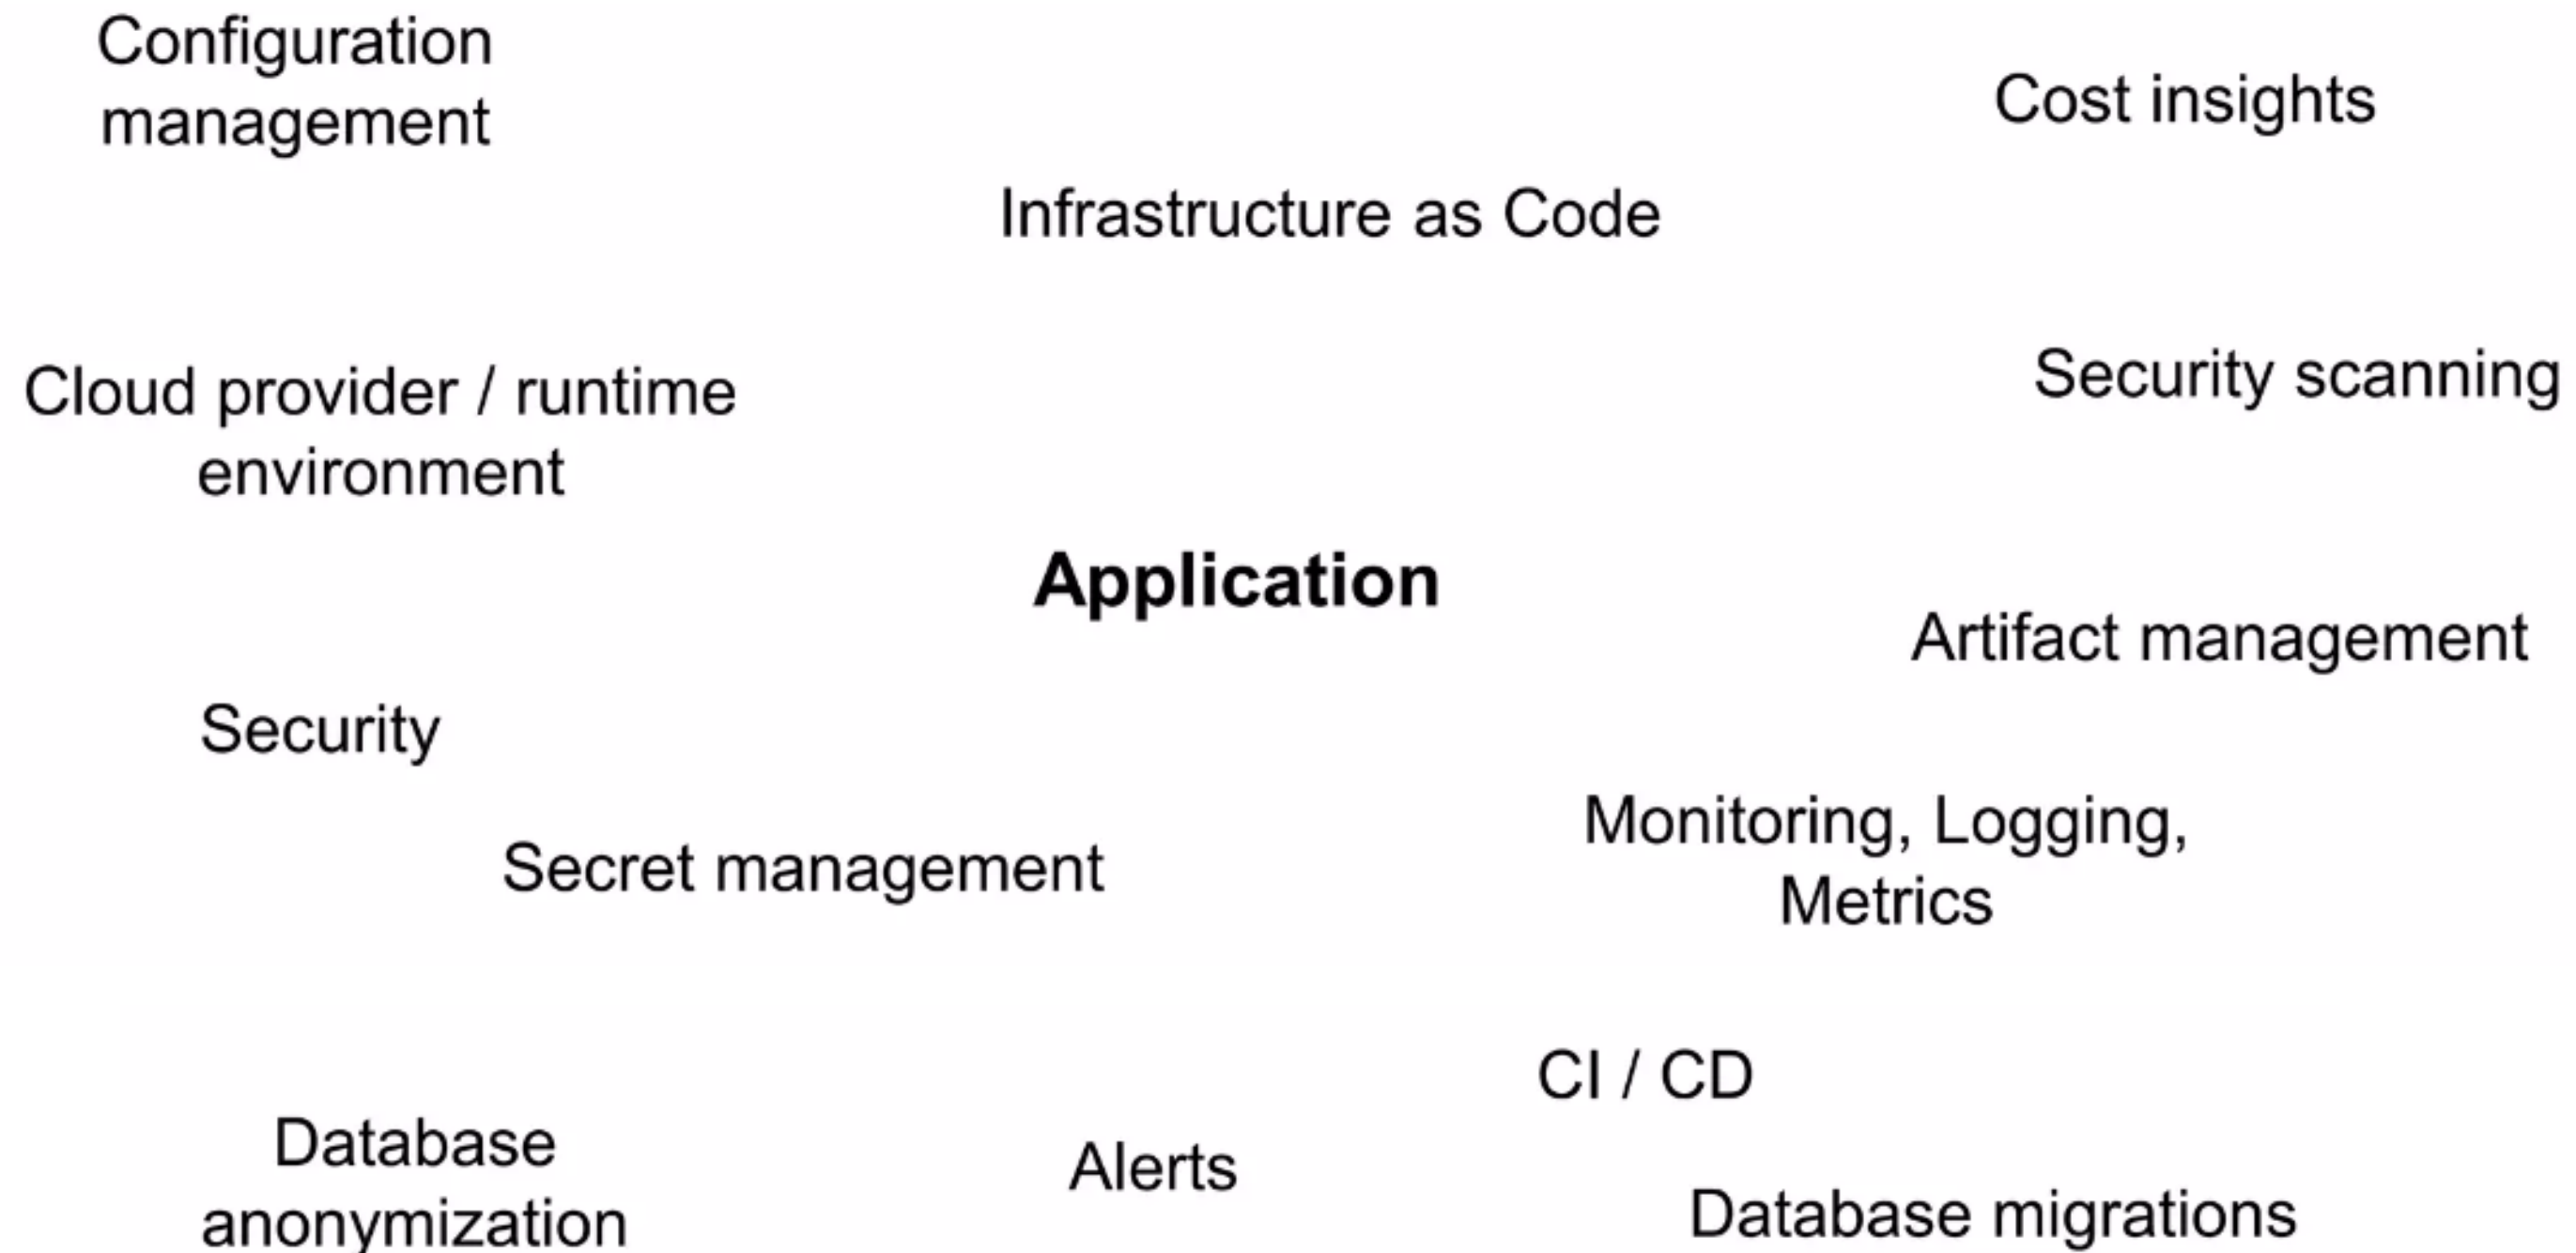 Configuration
management
Cost insights
Infrastructure as Code
Cloud provider / runtime
environment
Security scanning
Application
Artifact management
Security
Secret management
Monitoring, Logging,
Metrics
CI / CD
Database
anonymization
Alerts
Database migrations